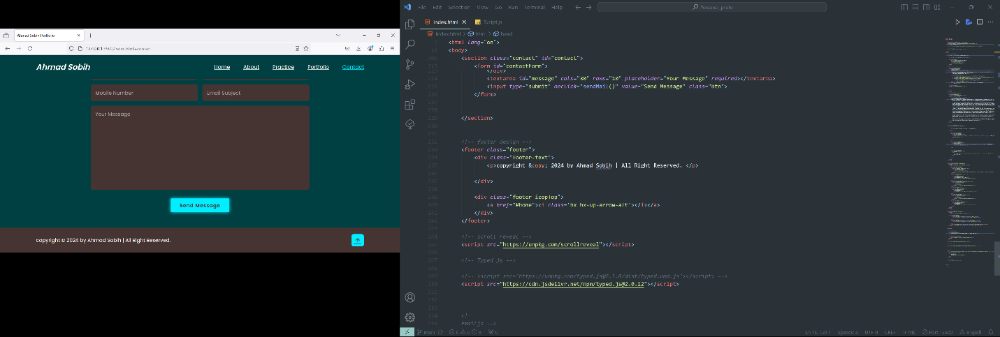 Ahmad Sobih Portfolio
127.0.0.1:5500/index.html#contact
Ahmad Sobih
Home About Practice Portfolio Contact
Mobile Number Email Subject
Your Message
Send Message
copyright © 2024 by Ahmad Sobih | All Right Reserved.
File Edit Selection View Go Run Terminal Help
Personal_proto
index.html Script.js
index.html > html > head
<html lang="en">
<body>
<section class="contact" id="contact">
<form id="contactForm">
</div>
<textarea id="message" cols="30" rows="10" placeholder="Your Message" required></textarea>
<input type="submit" onclick="sendMail()" value="Send Message" class="btn">
</form>
</section>
<!-- footer design -->
<footer class="footer">
<div class="footer-text">
<p>copyright &copy; 2024 by Ahmad Sobih | All Right Reserved. </p>
</div>
<div class="footer-icopTop">
<a href="#home"><i class='bx bx-up-arrow-alt'></i></a>
</div>
</footer>
<!-- scroll reveal -->
<script src="https://unpkg.com/scrollreveal"></script>
<!-- Typed js -->
<!-- <script src="https://unpkg.com/typed.js@2.1.0/dist/typed.umd.js"></script> -->
<script src="https://cdn.jsdelivr.net/npm/typed.js@2.0.12"></script>
<!--
Emailjs -->
main Ln 16, Col 1 Spaces: 4 UTF-8 CRLF HTML Port : 5500 9 Spell